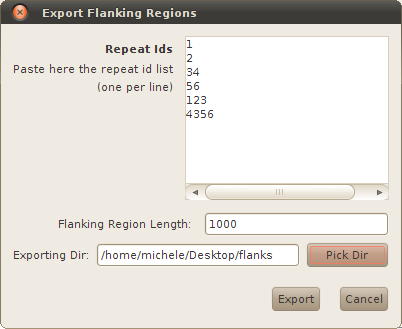 Export Flanking Regions
Repeat Ids
Paste here the repeat id list
(one per line)
1
2
34
56
123
4356
Flanking Region Length: 1000
Exporting Dir: /home/michele/Desktop/flanks Pick Dir
Export Cancel